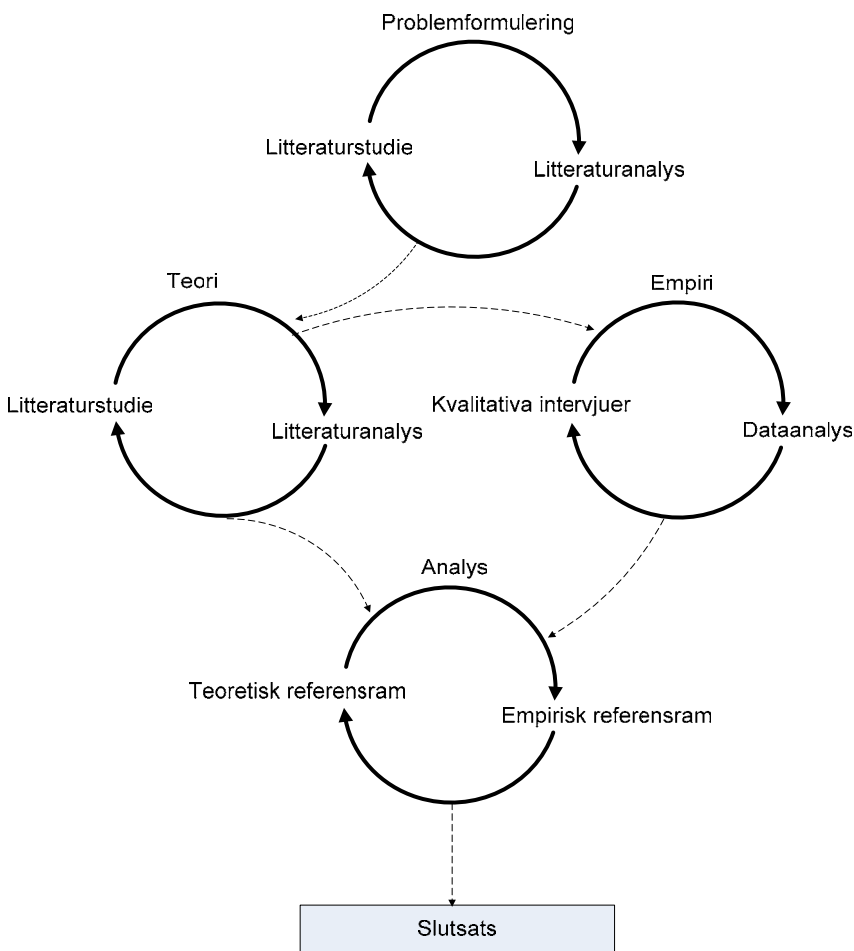 Problemformulering
Litteraturstudie
Litteraturanalys
Teori
Empiri
Litteraturstudie
Litteraturanalys
Kvalitativa intervjuer
Dataanalys
Analys
Teoretisk referensram
Empirisk referensram
Slutsats